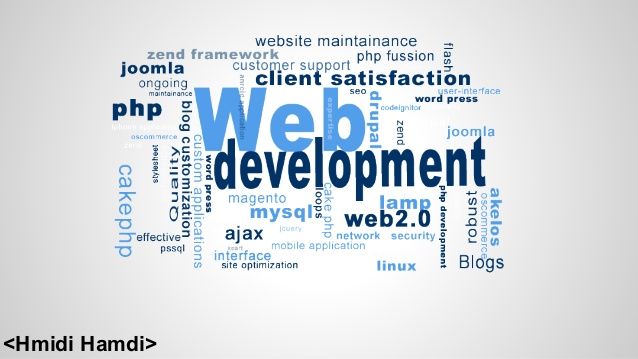 website maintainance
zend framework
php fussion
flash
joomla
customer support
ongoing
client satisfaction
maintainance
seo
user-interface
word press
php
Web
expertise
drupal
codeignitor
oscommerce
blog customization
zend
joomla
stylesheet
Quality
custom applications
word press
development
cakephp
magento
loops
cake php
lamp
php development
robust
oscommerce
akelos
mysql
web2.0
jcuery
effective
ajax
network
security
pssql
interface
mobile application
site optimization
linux
Blogs
<Hmidi Hamdi>